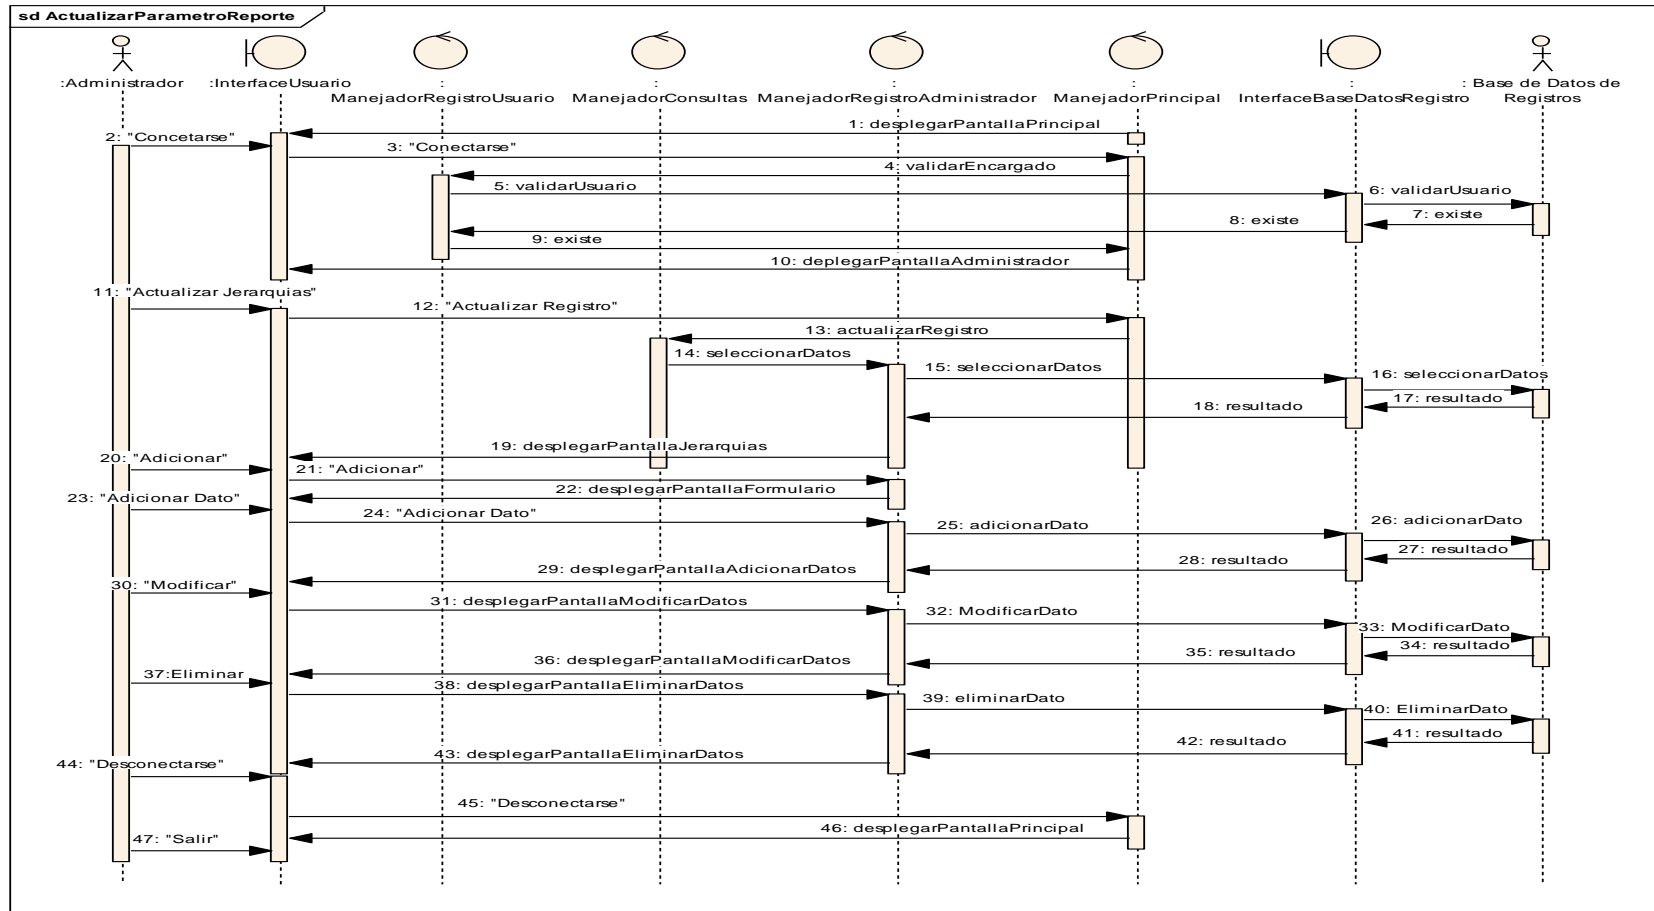 sd ActualizarParametroReporte
:Administrador
:InterfaceUsuario
:
ManejadorRegistroUsuario
:
ManejadorConsultas
:
ManejadorRegistroAdministrador
:
ManejadorPrincipal
:
InterfaceBaseDatosRegistro
: Base de Datos de
Registros
1: desplegarPantallaPrincipal
2: "Concetarse"
3: "Conectarse"
4: validarEncargado
5: validarUsuario
6: validarUsuario
7: existe
8: existe
9: existe
10: deplegarPantallaAdministrador
11: "Actualizar Jerarquias"
12: "Actualizar Registro"
13: actualizarRegistro
14: seleccionarDatos
15: seleccionarDatos
16: seleccionarDatos
17: resultado
18: resultado
19: desplegarPantallaJerarquias
20: "Adicionar"
21: "Adicionar"
22: desplegarPantallaFormulario
23: "Adicionar Dato"
24: "Adicionar Dato"
25: adicionarDato
26: adicionarDato
27: resultado
28: resultado
29: desplegarPantallaAdicionarDatos
30: "Modificar"
31: desplegarPantallaModificarDatos
32: ModificarDato
33: ModificarDato
34: resultado
35: resultado
36: desplegarPantallaModificarDatos
37:Eliminar
38: desplegarPantallaEliminarDatos
39: eliminarDato
40: EliminarDato
41: resultado
42: resultado
43: desplegarPantallaEliminarDatos
44: "Desconectarse"
45: "Desconectarse"
46: desplegarPantallaPrincipal
47: "Salir"